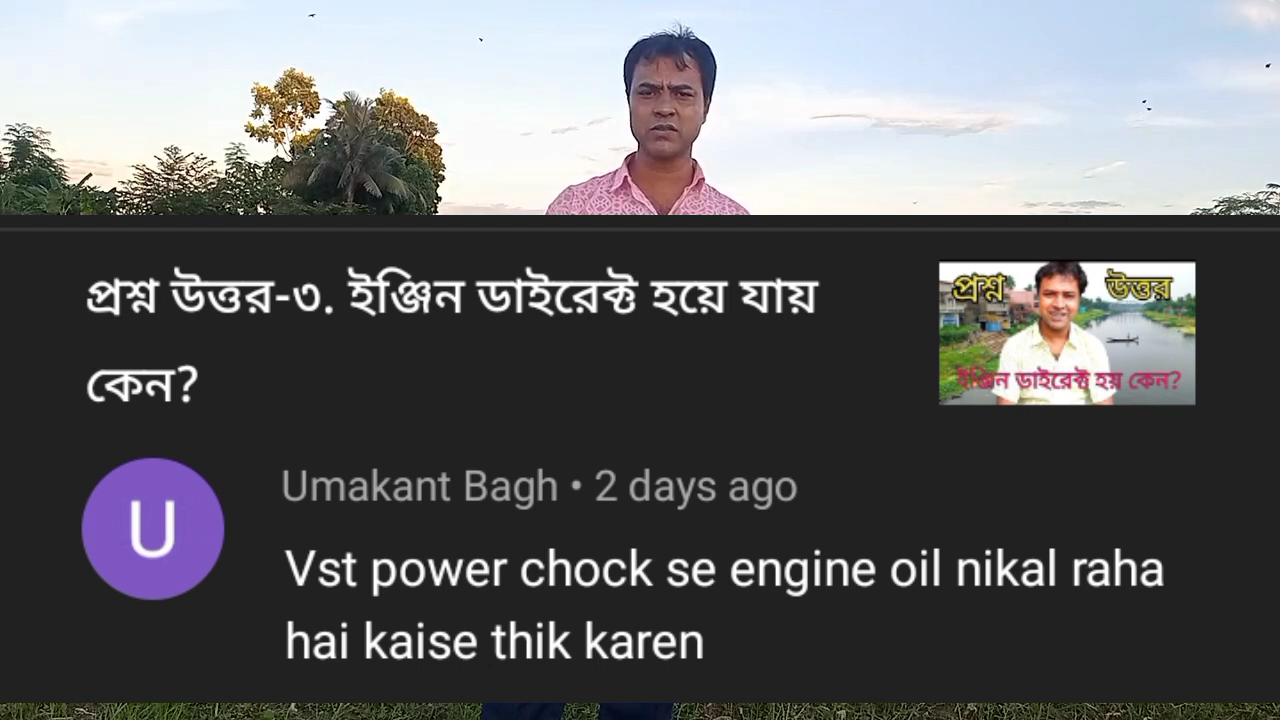 প্রশ্ন উত্তর-৩. ইঞ্জিন ডাইরেক্ট হয়ে যায়
কেন?
প্রশ্ন উত্তর
ইঞ্জিন ডাইরেক্ট হয় কেন?
U
Umakant Bagh • 2 days ago
Vst power chock se engine oil nikal raha
hai kaise thik karen